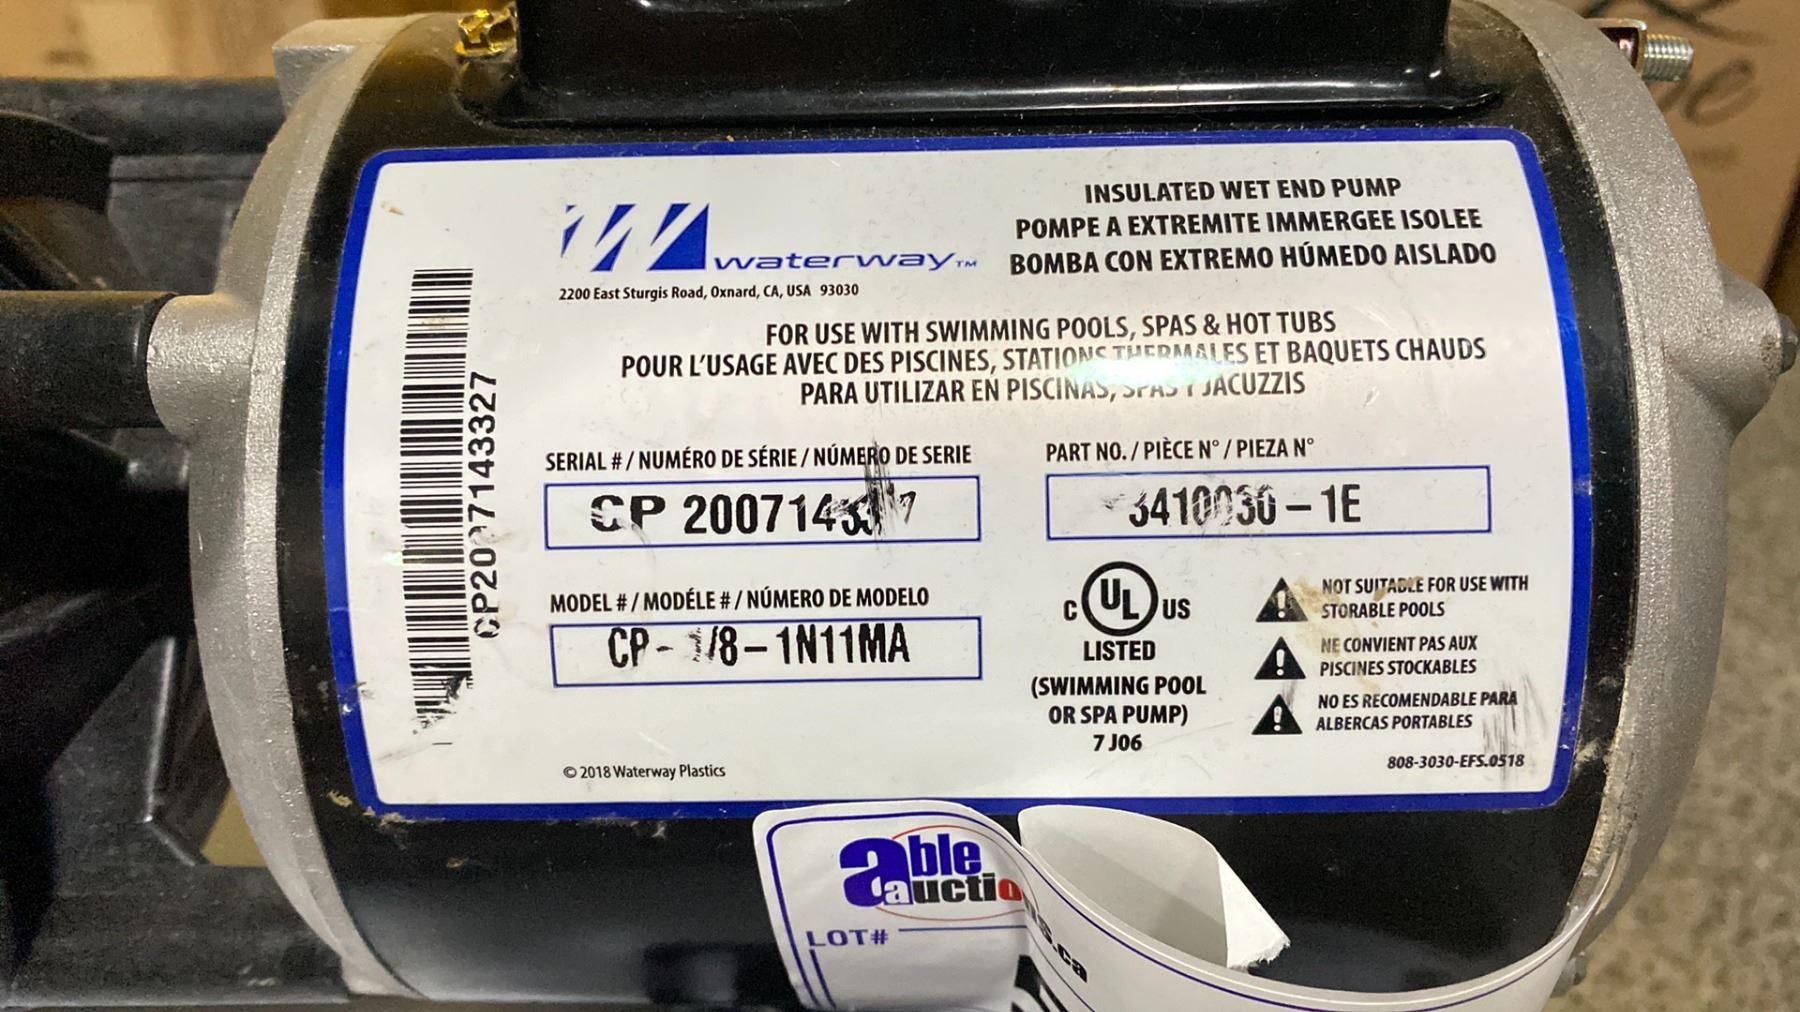 waterway™
2200 East Sturgis Road, Oxnard, CA, USA 93030
INSULATED WET END PUMP
POMPE A EXTREMITE IMMERGEE ISOLEE
BOMBA CON EXTREMO HÚMEDO AISLADO
FOR USE WITH SWIMMING POOLS, SPAS & HOT TUBS
POUR L'USAGE AVEC DES PISCINES, STATIONS THERMALES ET BAQUETS CHAUDS
PARA UTILIZAR EN PISCINAS, SPAS Y JACUZZIS
CP20071143327
SERIAL # / NUMÉRO DE SÉRIE / NÚMERO DE SERIE
CP
PART NO. / PIÈCE N° / PIEZA N°
3410030-1E
MODEL # / MODÉLE # / NÚMERO DE MODELO
-1N11MA
C UL US
LISTED
(SWIMMING POOL
OR SPA PUMP)
7 J06
NOT SUITABLE FOR USE WITH
STORABLE POOLS
NE CONVIENT PAS AUX
PISCINES STOCKABLES
NO ES RECOMENDABLE PARA
ALBERCAS PORTABLES
© 2018 Waterway Plastics
808-3030-EFS.0518
able
auctions.ca
LOT#